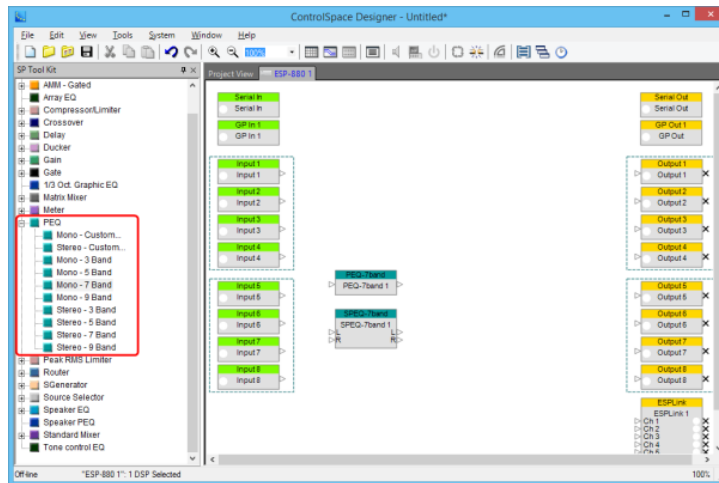 ControlSpace Designer - Untitled*
File Edit View Tools System Window Help
100%
SP Tool Kit
Project View ESP-880 1
AMM - Gated
Array EQ
Compressor/Limiter
Crossover
Delay
Ducker
Gain
Gate
1/3 Oct. Graphic EQ
Matrix Mixer
Meter
PEQ
Mono - Custom...
Stereo - Custom...
Mono - 3 Band
Mono - 5 Band
Mono - 7 Band
Mono - 9 Band
Stereo - 3 Band
Stereo - 5 Band
Stereo - 7 Band
Stereo - 9 Band
Peak RMS Limiter
Router
SGenerator
Source Selector
Speaker EQ
Speaker PEQ
Standard Mixer
Tone control EQ
Serial In
Serial In
GP In 1
GP In 1
Input 1
Input 1
Input 2
Input 2
Input 3
Input 3
Input 4
Input 4
Input 5
Input 5
Input 6
Input 6
Input 7
Input 7
Input 8
Input 8
PEQ-7band
PEQ-7band 1
SPEQ-7band
SPEQ-7band 1
L L
R R
Serial Out
Serial Out
GP Out 1
GP Out
Output 1
Output 1
Output 2
Output 2
Output 3
Output 3
Output 4
Output 4
Output 5
Output 5
Output 6
Output 6
Output 7
Output 7
Output 8
Output 8
ESPLink
ESPLink 1
Ch 1
Ch 2
Ch 3
Ch 4
Ch 5
Off-line "ESP-880 1": 1 DSP Selected 100%